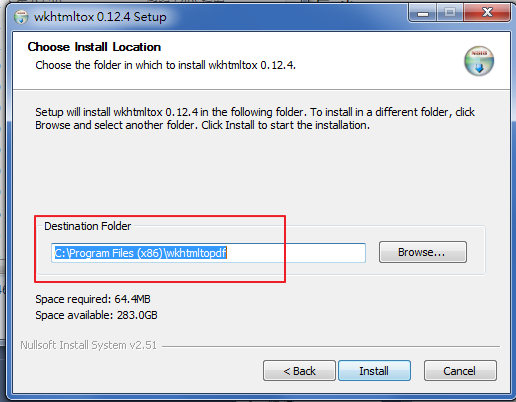 wkhtmltox 0.12.4 Setup
Choose Install Location
Choose the folder in which to install wkhtmltox 0.12.4.
Setup will install wkhtmltox 0.12.4 in the following folder. To install in a different folder, click
Browse and select another folder. Click Install to start the installation.
Destination Folder
C:\Program Files (x86)\wkhtmltopdf
Browse...
Space required: 64.4MB
Space available: 283.0GB
Nullsoft Install System v2.51
< Back
Install
Cancel